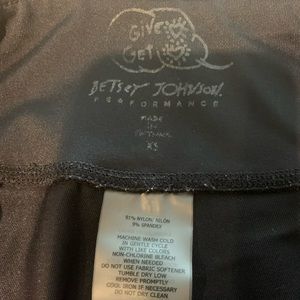 GIVE
GET
BETSEY JOHNSON.
PERFORMANCE
MADE
IN
XS
91% NYLON/ NILÓN
9% SPANDEX
MACHINE WASH COLD
IN GENTLE CYCLE
WITH LIKE COLORS
NON-CHLORINE BLEACH
WHEN NEEDED
DO NOT USE FABRIC SOFTENER
TUMBLE DRY LOW
REMOVE PROMPTLY
COOL IRON IF NECESSARY
DO NOT DRY CLEAN